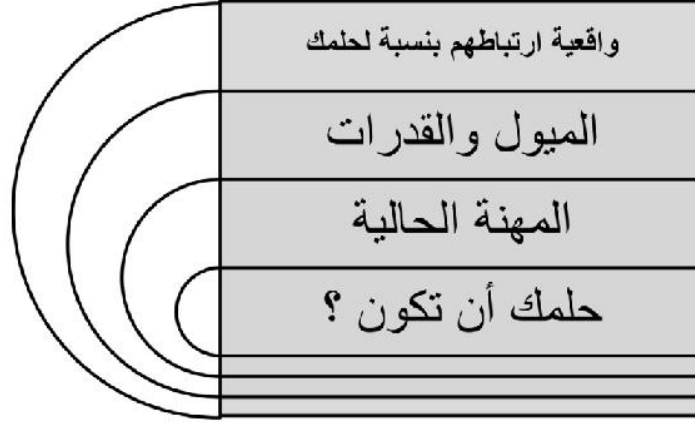 واقعية ارتباطهم بنسبة لحلمك
الميول والقدرات
المهنة الحالية
حلمك أن تكون ؟